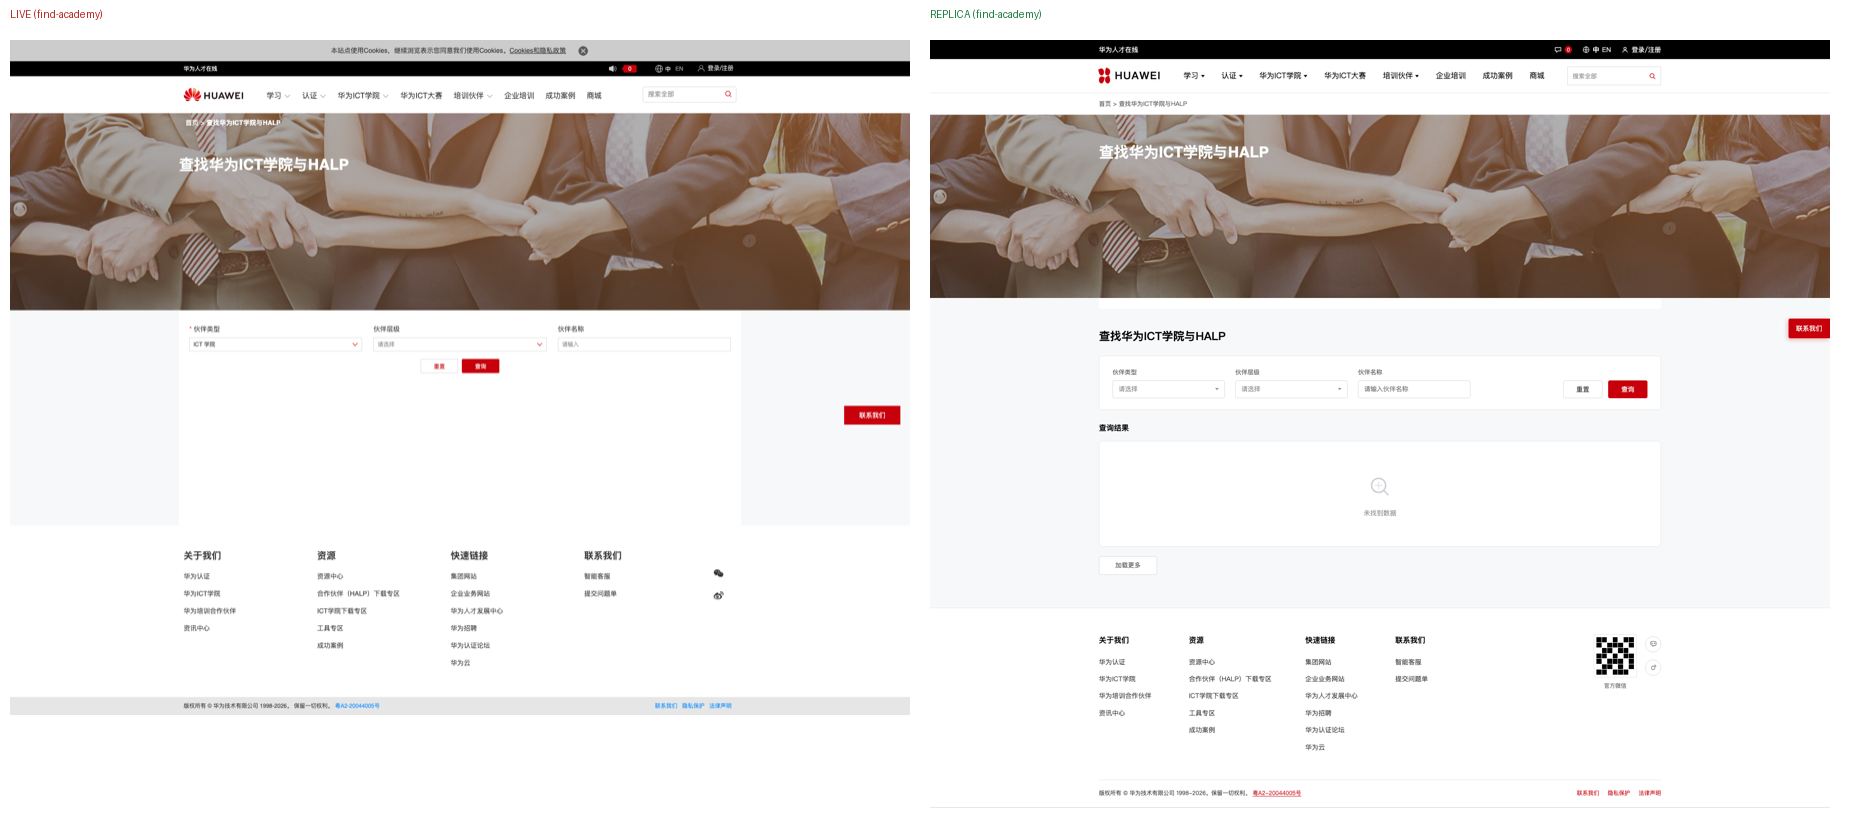 LIVE (find-academy)
本站点使用Cookies，继续浏览表示您同意我们使用Cookies。Cookies和隐私政策
华为人才在线
0
中 EN
登录/注册
HUAWEI
学习
认证
华为ICT学院
华为ICT大赛
培训伙伴
企业培训
成功案例
商城
搜索全部
首页 > 查找华为ICT学院与HALP
查找华为ICT学院与HALP
* 伙伴类型
伙伴层级
伙伴名称
ICT 学院
请选择
请输入
重置
查询
联系我们
关于我们
资源
快速链接
联系我们
华为认证
资源中心
集团网站
智能客服
华为ICT学院
合作伙伴（HALP）下载专区
企业业务网站
提交问题单
华为培训合作伙伴
ICT学院下载专区
华为人才发展中心
资讯中心
工具专区
华为招聘
成功案例
华为认证论坛
华为云
版权所有 © 华为技术有限公司 1998-2026。 保留一切权利。 粤A2-20044005号
联系我们 隐私保护 法律声明
REPLICA (find-academy)
华为人才在线
0
中 EN
登录/注册
HUAWEI
学习
认证
华为ICT学院
华为ICT大赛
培训伙伴
企业培训
成功案例
商城
搜索全部
首页 > 查找华为ICT学院与HALP
查找华为ICT学院与HALP
联系我们
查找华为ICT学院与HALP
伙伴类型
伙伴层级
伙伴名称
请选择
请选择
请输入伙伴名称
重置
查询
查询结果
未找到数据
加载更多
关于我们
资源
快速链接
联系我们
华为认证
资源中心
集团网站
智能客服
华为ICT学院
合作伙伴（HALP）下载专区
企业业务网站
提交问题单
华为培训合作伙伴
ICT学院下载专区
华为人才发展中心
资讯中心
工具专区
华为招聘
成功案例
华为认证论坛
华为云
官方微信
版权所有 © 华为技术有限公司 1998-2026。保留一切权利。 粤A2-20044005号
联系我们 隐私保护 法律声明